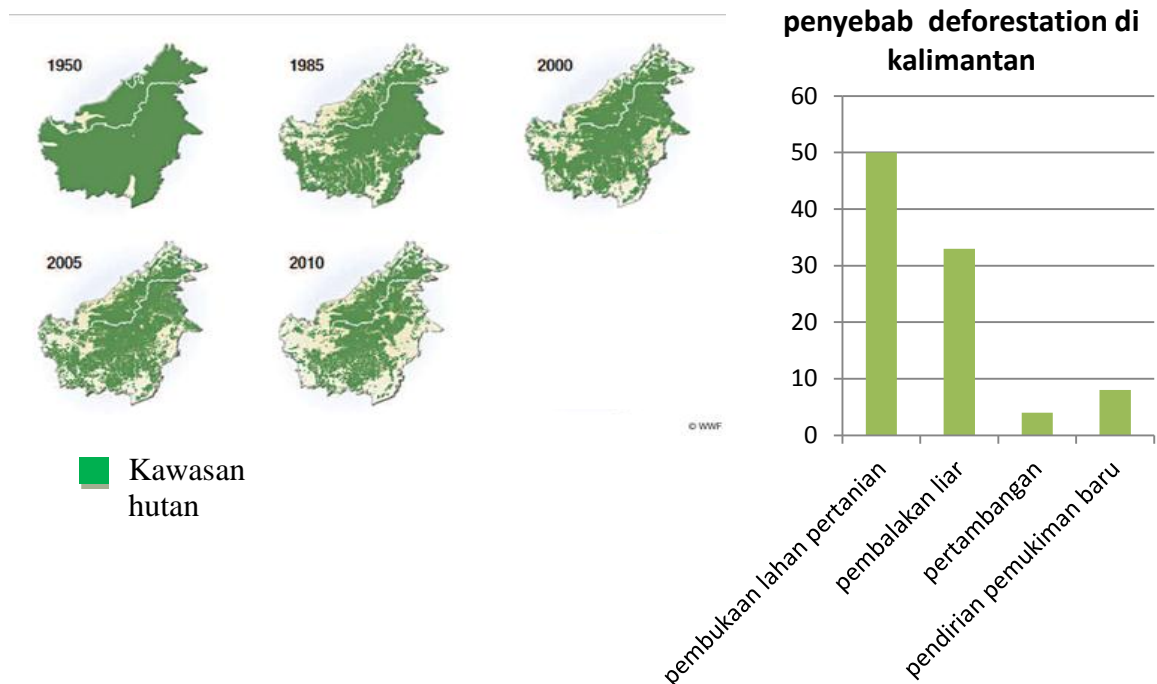 1950
1985
2000
2005
2010
© WWF
Kawasan
hutan
penyebab deforestation di
kalimantan
60
50
40
30
20
10
0
pembukaan lahan pertanian
pembalakan liar
pertambangan
pendirian pemukiman baru